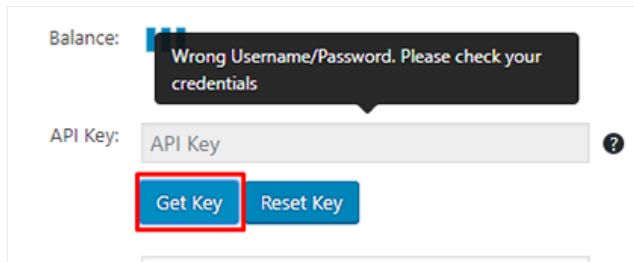 Balance:
Wrong Username/Password. Please check your
credentials
API Key:
API Key
?
Get Key
Reset Key